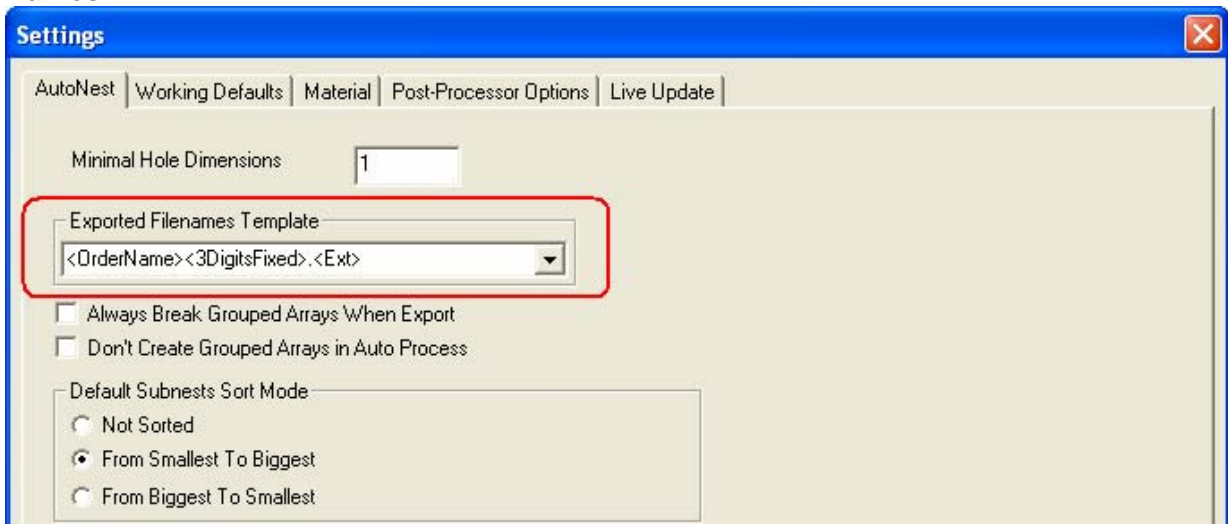 Settings
AutoNest Working Defaults Material Post-Processor Options Live Update
Minimal Hole Dimensions 1
Exported Filenames Template
<OrderName><3DigitsFixed>.<Ext>
Always Break Grouped Arrays When Export
Don't Create Grouped Arrays in Auto Process
Default Subnests Sort Mode
Not Sorted
From Smallest To Biggest
From Biggest To Smallest